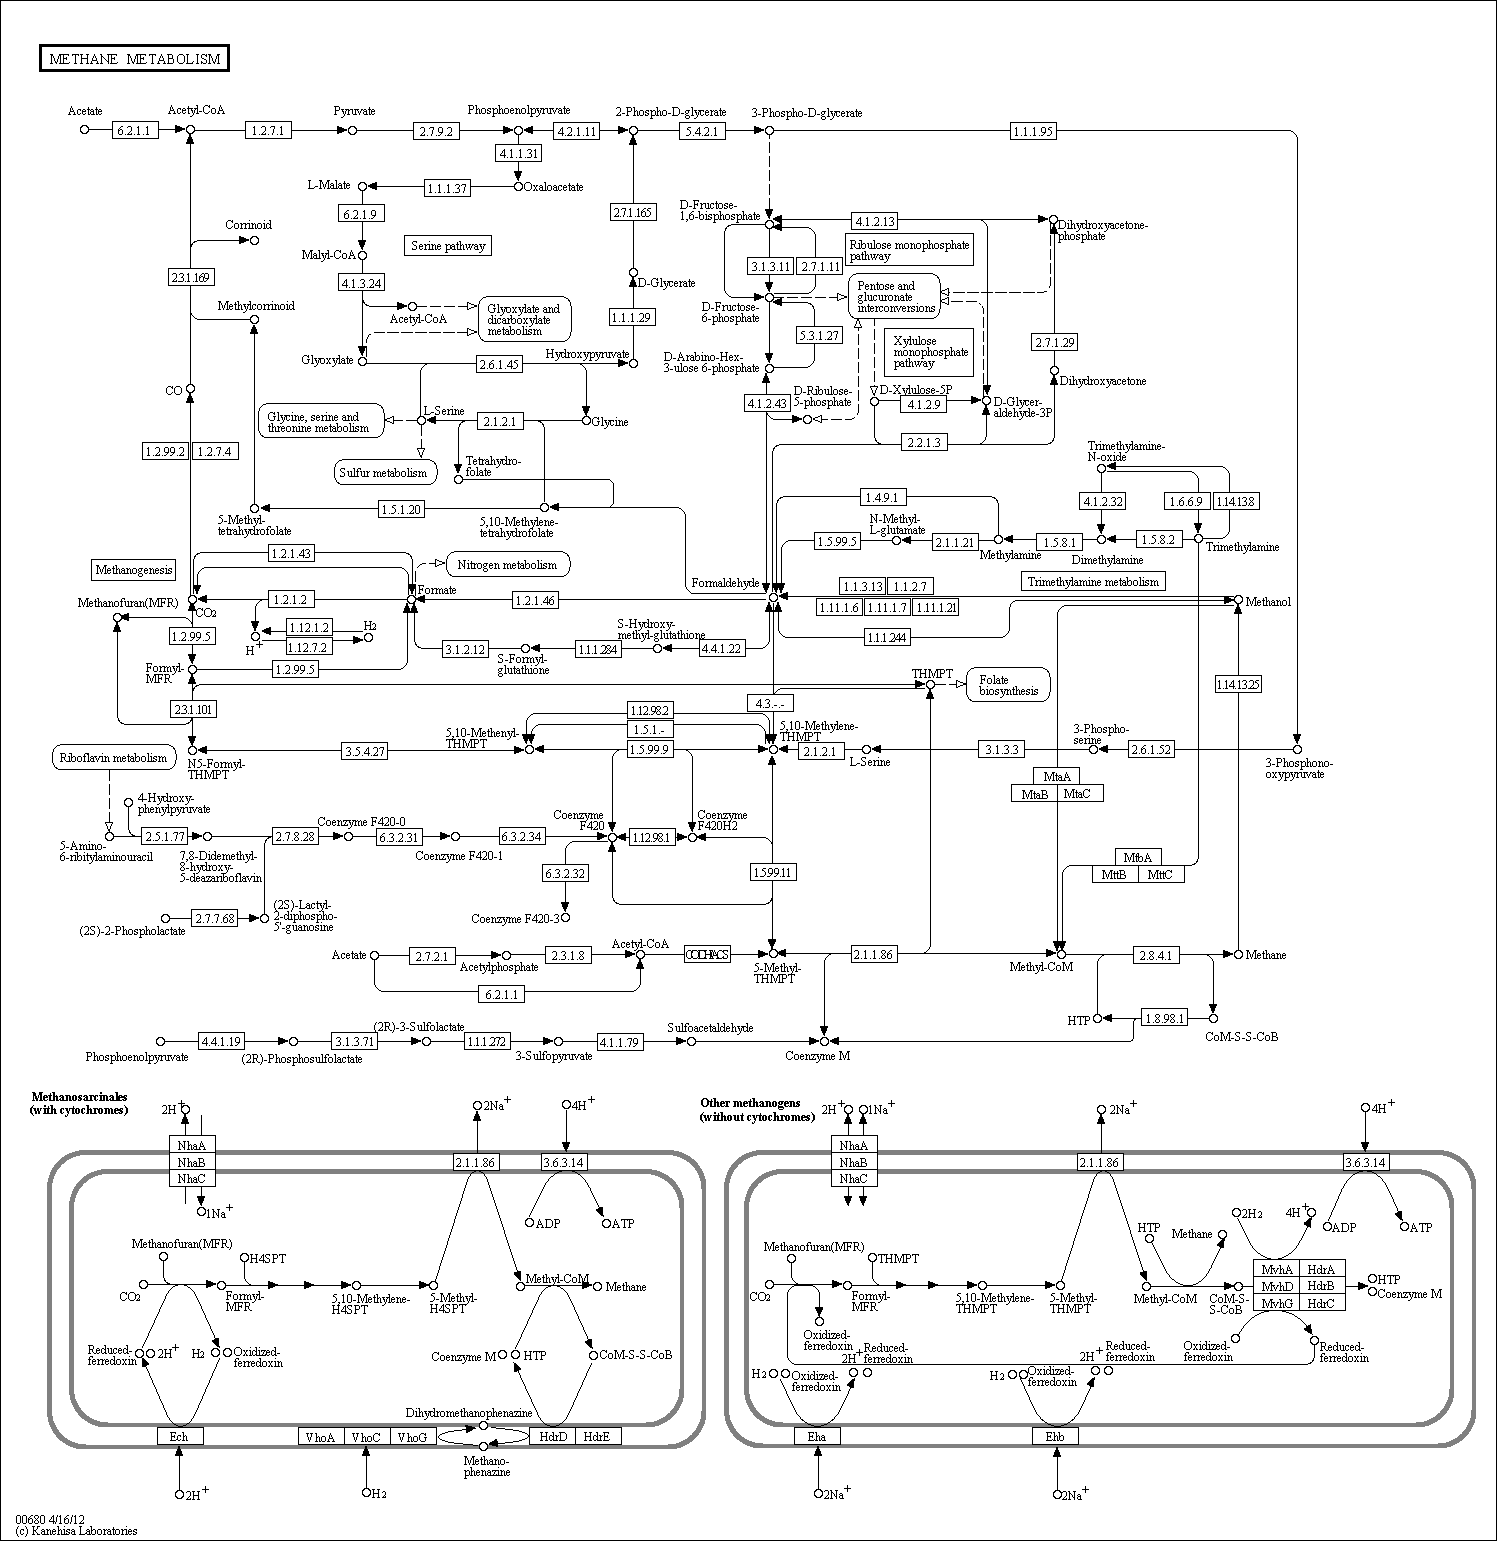 METHANE METABOLISM
Acetate
Acetyl-CoA
Pyruvate
Phosphoenolpyruvate
2-Phospho-D-glycerate
3-Phospho-D-glycerate
6.2.1.1
1.2.7.1
2.7.9.2
4.2.1.11
5.4.2.1
1.1.1.95
4.1.1.31
L-Malate
1.1.1.37
Oxaloacetate
6.2.1.9
2.7.1.165
D-Fructose-
1,6-bisphosphate
4.1.2.13
Dihydroxyacetone-
phosphate
Corrinoid
Serine pathway
Ribulose monophosphate
pathway
Malyl-CoA
2.3.1.169
4.1.3.24
3.1.3.11
2.7.1.11
D-Glycerate
Pentose and
glucuronate
interconversions
Methylcorrinoid
Acetyl-CoA
Glyoxylate and
dicarboxylate
metabolism
1.1.1.29
D-Fructose-
6-phosphate
5.3.1.27
Xylulose
monophosphate
pathway
2.7.1.29
Glyoxylate
2.6.1.45
Hydroxypyruvate
D-Arabino-Hex-
3-ulose 6-phosphate
Dihydroxyacetone
CO
4.1.2.43
D-Ribulose-
5-phosphate
D-Xylulose-5P
4.1.2.9
D-Glycer-
aldehyde-3P
Glycine, serine and
threonine metabolism
L-Serine
2.1.2.1
Glycine
2.2.1.3
1.2.99.2
1.2.7.4
Sulfur metabolism
Tetrahydro-
folate
Trimethylamine-
N-oxide
1.4.9.1
4.1.2.32
1.6.6.9
1.14.13.8
5-Methyl-
tetrahydrofolate
1.5.1.20
5,10-Methylene-
tetrahydrofolate
N-Methyl-
L-glutamate
1.5.99.5
2.1.1.21
Methylamine
1.5.8.1
Dimethylamine
1.5.8.2
Trimethylamine
1.2.1.43
Methanogenesis
Nitrogen metabolism
Trimethylamine metabolism
Formaldehyde
1.1.3.13
1.1.2.7
Methanofuran(MFR)
CO2
1.2.1.2
Formate
1.2.1.46
1.11.1.6
1.11.1.7
1.11.1.21
Methanol
1.2.99.5
H+
1.12.1.2
1.12.7.2
H2
S-Hydroxy-
methyl-glutathione
1.1.1.244
3.1.2.12
S-Formyl-
glutathione
1.1.1.284
4.4.1.22
Formyl-
MFR
1.2.99.5
THMPT
Folate
biosynthesis
1.14.13.25
2.3.1.101
4.3.-.-
1.12.98.2
1.5.1.-
5,10-Methenyl-
THMPT
5,10-Methylene-
THMPT
3-Phospho-
serine
Riboflavin metabolism
N5-Formyl-
THMPT
3.5.4.27
1.5.99.9
2.1.2.1
L-Serine
3.1.3.3
2.6.1.52
3-Phosphono-
oxypyruvate
MtaA
MtaB
MtaC
4-Hydroxy-
phenylpyruvate
Coenzyme F420-0
Coenzyme
F420
Coenzyme
F420H2
5-Amino-
6-ribitylaminouracil
2.5.1.77
7,8-Didemethyl-
8-hydroxy-
5-deazariboflavin
2.7.8.28
6.3.2.31
Coenzyme F420-1
6.3.2.34
1.12.98.1
MtbA
MttB
MttC
6.3.2.32
1.5.99.11
(2S)-2-Phospholactate
2.7.7.68
(2S)-Lactyl-
2-diphospho-
5'-guanosine
Coenzyme F420-3
Acetate
2.7.2.1
Acetylphosphate
2.3.1.8
Acetyl-CoA
5-Methyl-
THMPT
2.1.1.86
Methyl-CoM
2.8.4.1
Methane
6.2.1.1
HTP
1.8.98.1
CoM-S-S-CoB
Phosphoenolpyruvate
4.4.1.19
(2R)-Phosphosulfolactate
3.1.3.71
(2R)-3-Sulfolactate
1.1.1.272
3-Sulfopyruvate
4.1.1.79
Sulfoacetaldehyde
Coenzyme M
Methanosarcinales
(with cytochromes)
2H+
NhaA
NhaB
NhaC
1Na+
2Na+
2.1.1.86
4H+
3.6.3.14
ADP
ATP
Methanofuran(MFR)
H4SPT
CO2
Formyl-
MFR
5,10-Methylene-
H4SPT
5-Methyl-
H4SPT
Methyl-CoM
Methane
Reduced-
ferredoxin
2H+
H2
Oxidized-
ferredoxin
Coenzyme M
HTP
CoM-S-S-CoB
Dihydromethanophenazine
Ech
VhoA
VhoC
VhoG
HdrD
HdrE
Methano-
phenazine
2H+
H2
Other methanogens
(without cytochromes)
2H+
1Na+
NhaA
NhaB
NhaC
2Na+
2.1.1.86
4H+
3.6.3.14
HTP
Methane
2H2
4H+
ADP
ATP
Methanofuran(MFR)
THMPT
CO2
Formyl-
MFR
5,10-Methylene-
THMPT
5-Methyl-
THMPT
Methyl-CoM
CoM-S-
S-CoB
MvhA
HdrA
MvhD
HdrB
MvhG
HdrC
HTP
Coenzyme M
Oxidized-
ferredoxin
Oxidized-
ferredoxin
Reduced-
ferredoxin
H2
Oxidized-
ferredoxin
2H+
Reduced-
ferredoxin
H2
Oxidized-
ferredoxin
2H+
Reduced-
ferredoxin
Eha
Ehb
2Na+
2Na+
00680 4/16/12
(c) Kanehisa Laboratories